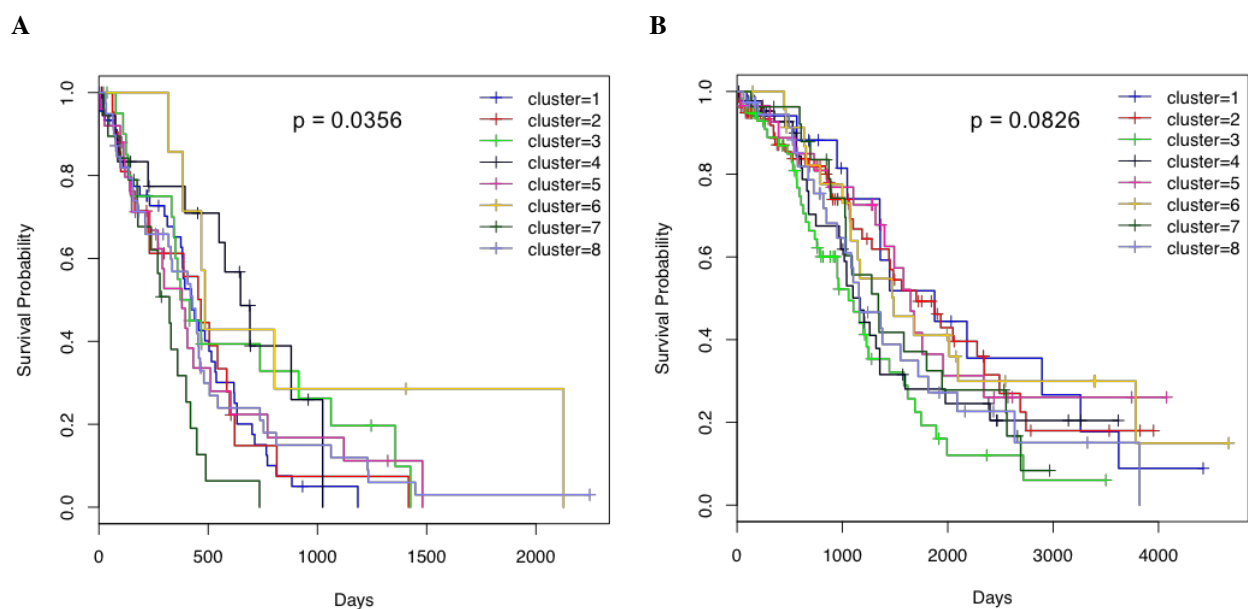 A
B
p = 0.0356
cluster=1
cluster=2
cluster=3
cluster=4
cluster=5
cluster=6
cluster=7
cluster=8
Survival Probability
1.0
0.8
0.6
0.4
0.2
0.0
0
500
1000
1500
2000
Days
p = 0.0826
cluster=1
cluster=2
cluster=3
cluster=4
cluster=5
cluster=6
cluster=7
cluster=8
Survival Probability
1.0
0.8
0.6
0.4
0.2
0.0
0
1000
2000
3000
4000
Days